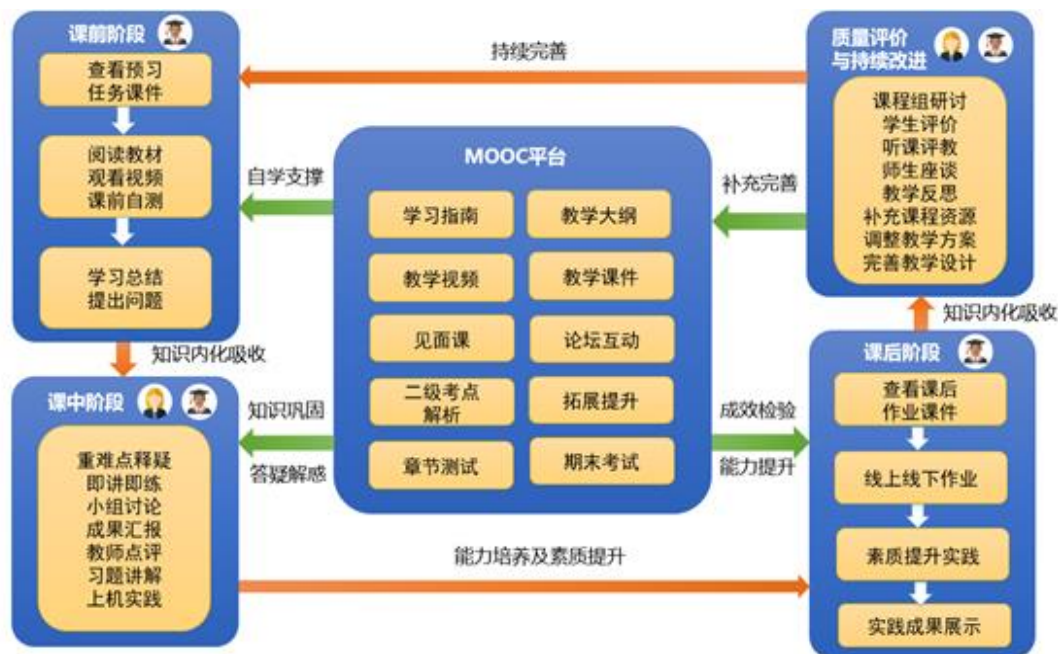 课前阶段
查看预习
任务课件
阅读教材
观看视频
课前自测
学习总结
提出问题
知识内化吸收
课中阶段
重难点释疑
即讲即练
小组讨论
成果汇报
教师点评
习题讲解
上机实践
持续完善
自学支撑
知识巩固
答疑解感
MOOC平台
学习指南
教学大纲
教学视频
教学课件
见面课
论坛互动
二级考点
解析
拓展提升
章节测试
期末考试
补充完善
成效检验
能力提升
能力培养及素质提升
质量评价
与持续改进
课程组研讨
学生评价
听课评教
师生座谈
教学反思
补充课程资源
调整教学方案
完善教学设计
知识内化吸收
课后阶段
查看课后
作业课件
线上线下作业
素质提升实践
实践成果展示